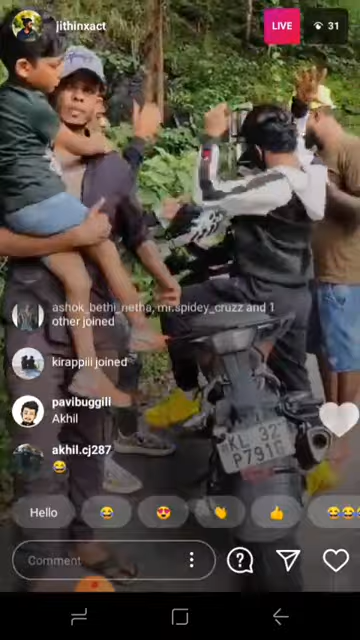 jithinxact
LIVE
31
ashok_bethi_netha, mr.spidey_cruzz and 1
other joined
kirappiii joined
pavibuggill
Akhil
akhil.cj287
😂
Hello 😂 😍 👏 👍 😂😂
KL 32
P7916
Comment